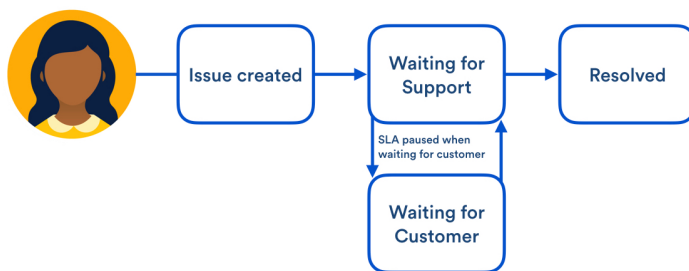 Issue created
Waiting for
Support
Resolved
SLA paused when
waiting for customer
Waiting for
Customer